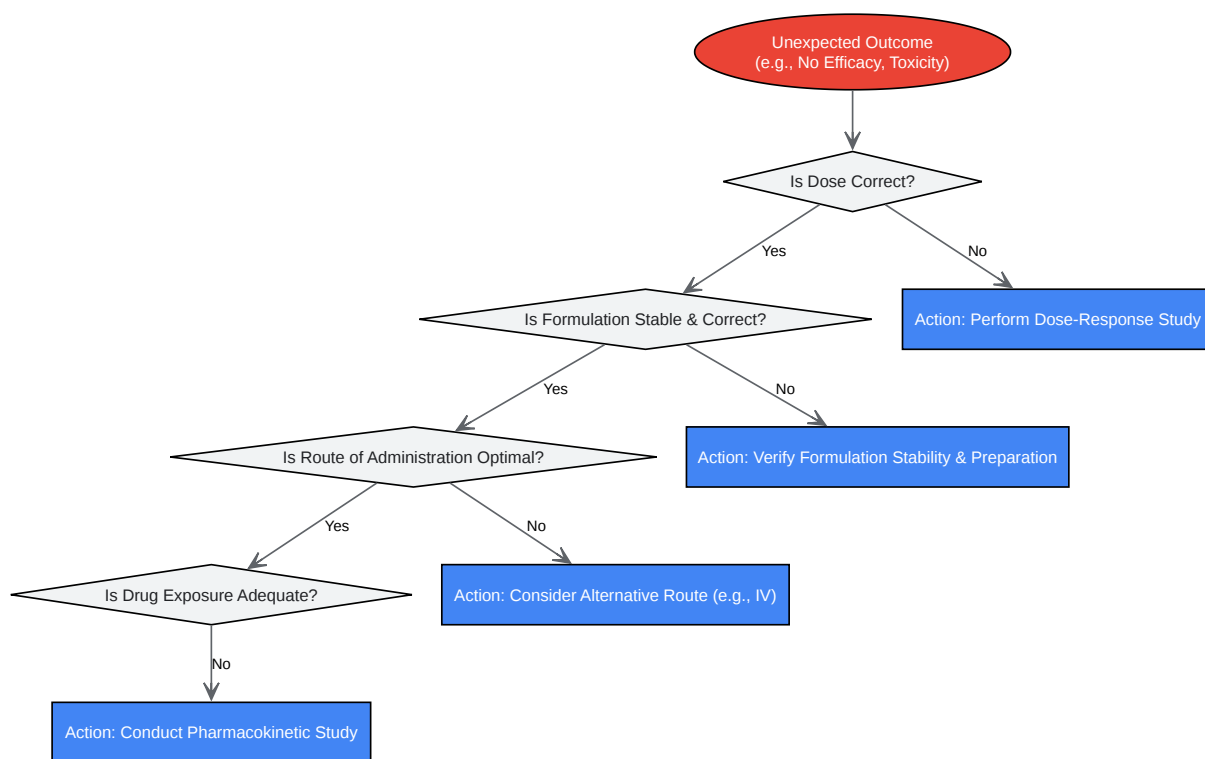 Unexpected Outcome
(e.g., No Efficacy, Toxicity)
Is Dose Correct?
Yes
No
Is Formulation Stable & Correct?
Action: Perform Dose-Response Study
Yes
No
Is Route of Administration Optimal?
Action: Verify Formulation Stability & Preparation
Yes
No
Is Drug Exposure Adequate?
Action: Consider Alternative Route (e.g., IV)
No
Action: Conduct Pharmacokinetic Study